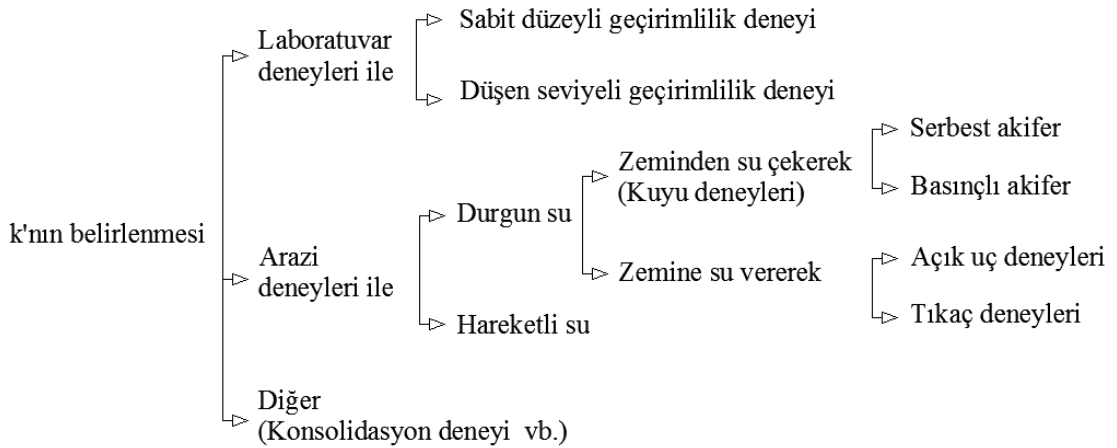 k'nın belirlenmesi
Laboratuvar
deneyleri ile
Sabit düzeyli geçirimlilik deneyi
Düşen seviyeli geçirimlilik deneyi
Arazi
deneyleri ile
Durgun su
Zeminden su çekerek
(Kuyu deneyleri)
Serbest akifer
Basınçlı akifer
Zemine su vererek
Açık uç deneyleri
Tıkaç deneyleri
Hareketli su
Diğer
(Konsolidasyon deneyi vb.)